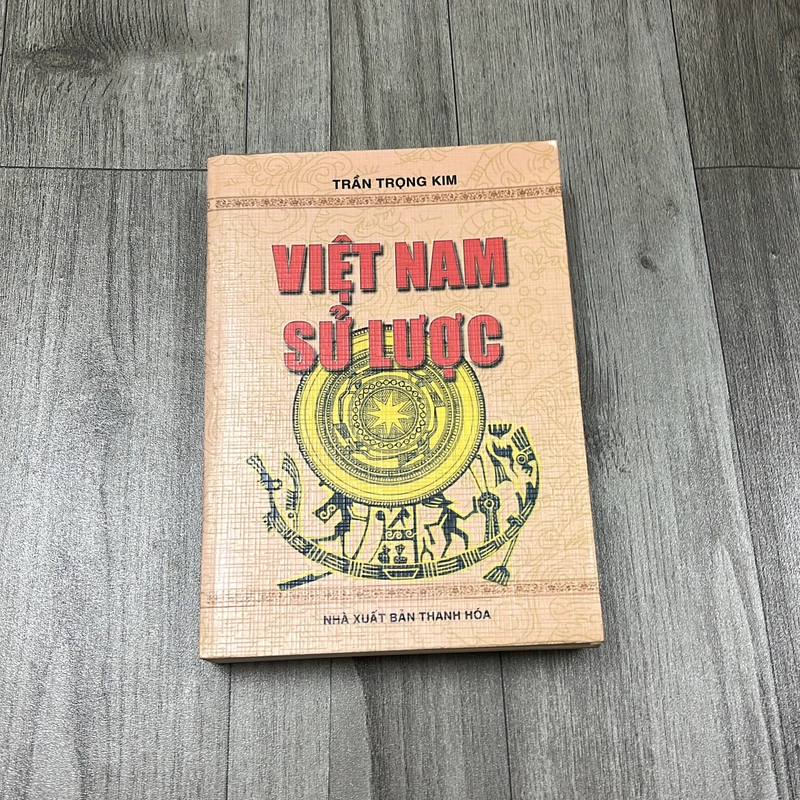 TRẦN TRỌNG KIM
VIỆT NAM
SỬ LƯỢC
NHÀ XUẤT BẢN THANH HÓA